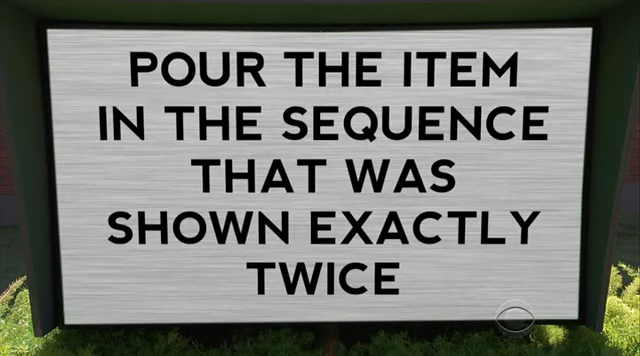 POUR THE ITEM
IN THE SEQUENCE
THAT WAS
SHOWN EXACTLY
TWICE